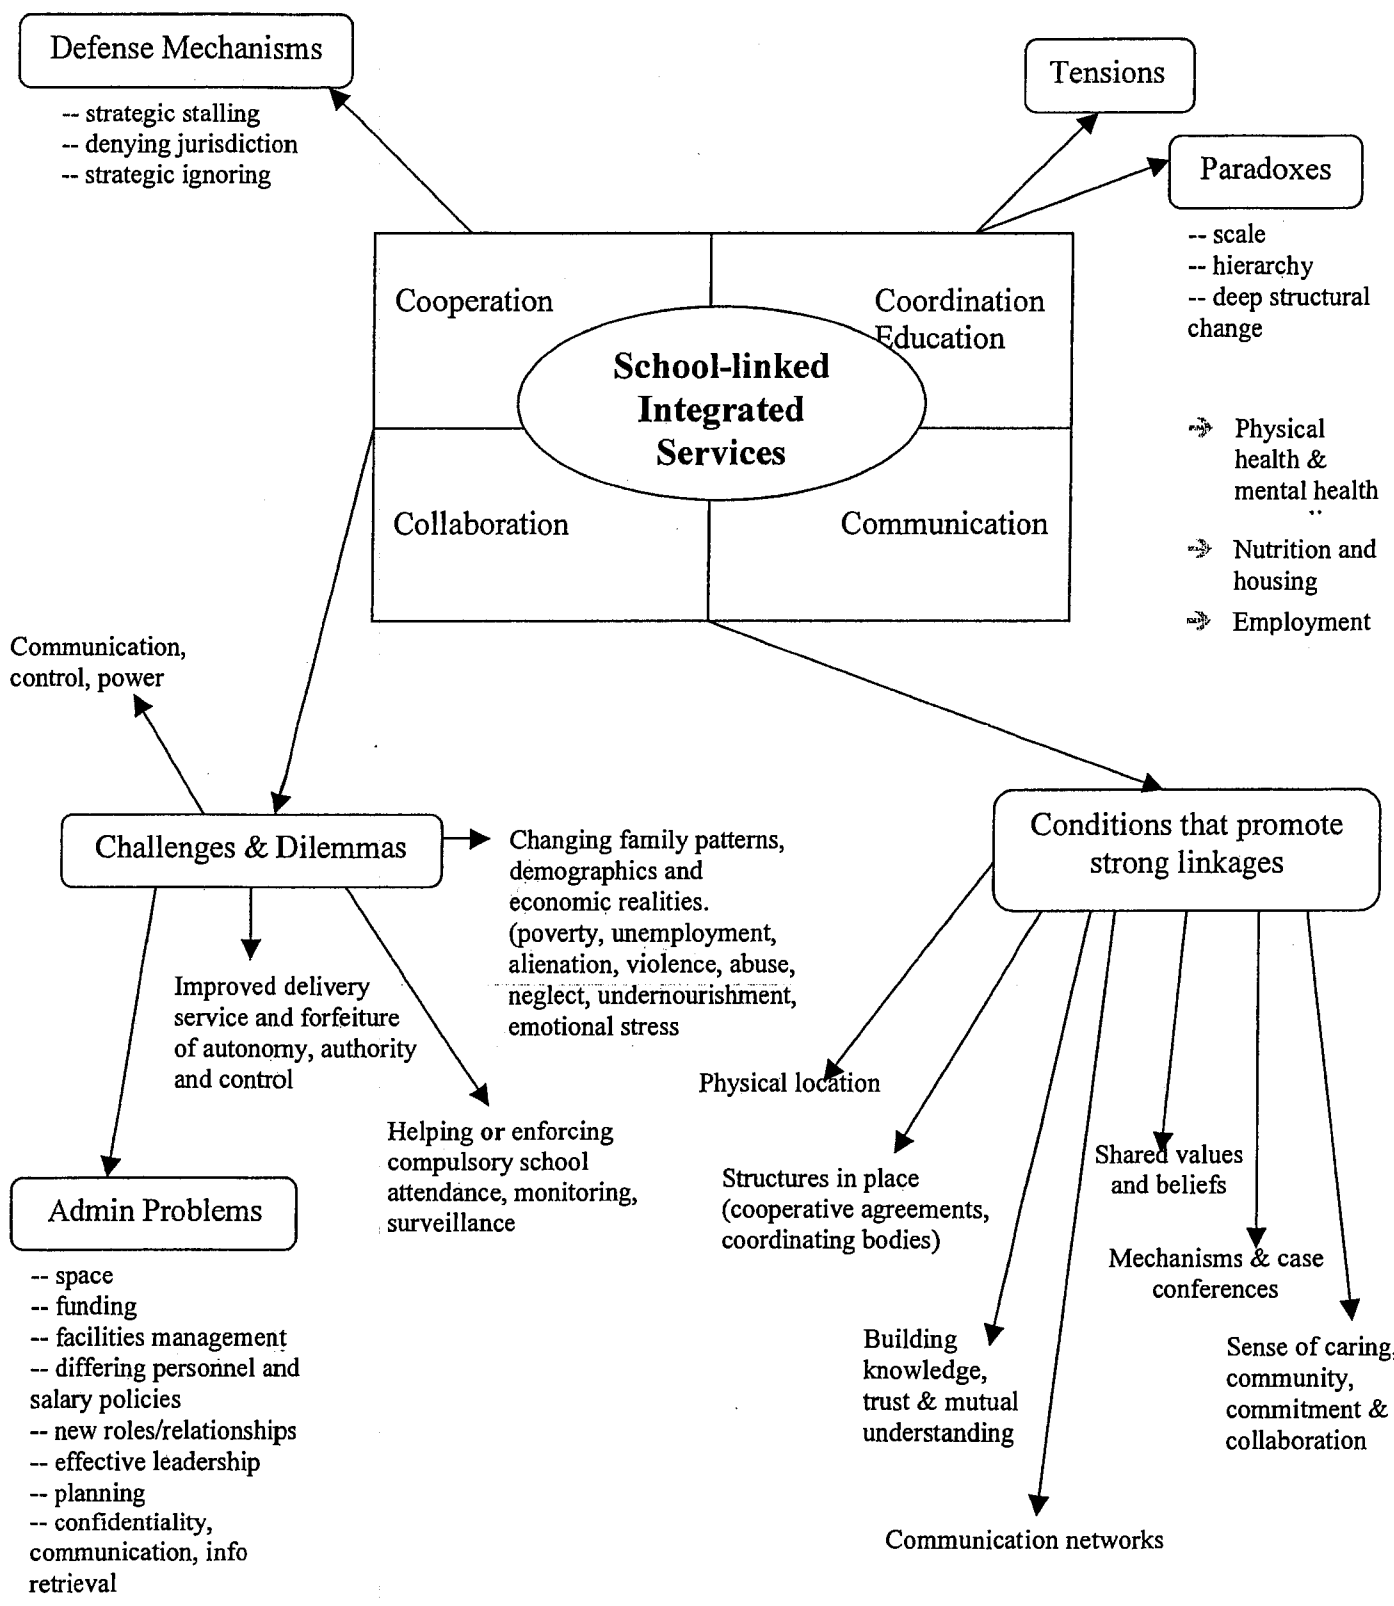 Defense Mechanisms
-- strategic stalling
-- denying jurisdiction
-- strategic ignoring
Tensions
Paradoxes
-- scale
-- hierarchy
-- deep structural
change
Cooperation
Coordination
Education
School-linked
Integrated
Services
Collaboration
Communication
Physical
health &
mental health
Nutrition and
housing
Employment
Communication,
control, power
Challenges & Dilemmas
Changing family patterns,
demographics and
economic realities.
(poverty, unemployment,
alienation, violence, abuse,
neglect, undernourishment,
emotional stress
Improved delivery
service and forfeiture
of autonomy, authority
and control
Helping or enforcing
compulsory school
attendance, monitoring,
surveillance
Admin Problems
-- space
-- funding
-- facilities management
-- differing personnel and
salary policies
-- new roles/relationships
-- effective leadership
-- planning
-- confidentiality,
communication, info
retrieval
Conditions that promote
strong linkages
Physical location
Structures in place
(cooperative agreements,
coordinating bodies)
Building
knowledge,
trust & mutual
understanding
Communication networks
Shared values
and beliefs
Mechanisms & case
conferences
Sense of caring,
community,
commitment &
collaboration